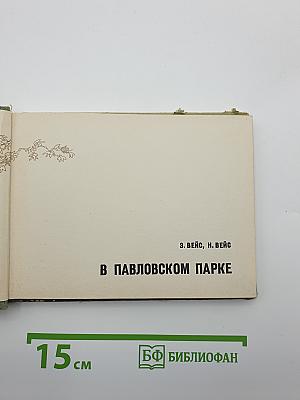 З. ВЕЙС, Н. ВЕЙС
В ПАВЛОВСКОМ ПАРКЕ
15 см
БФ БИБЛИОФАН